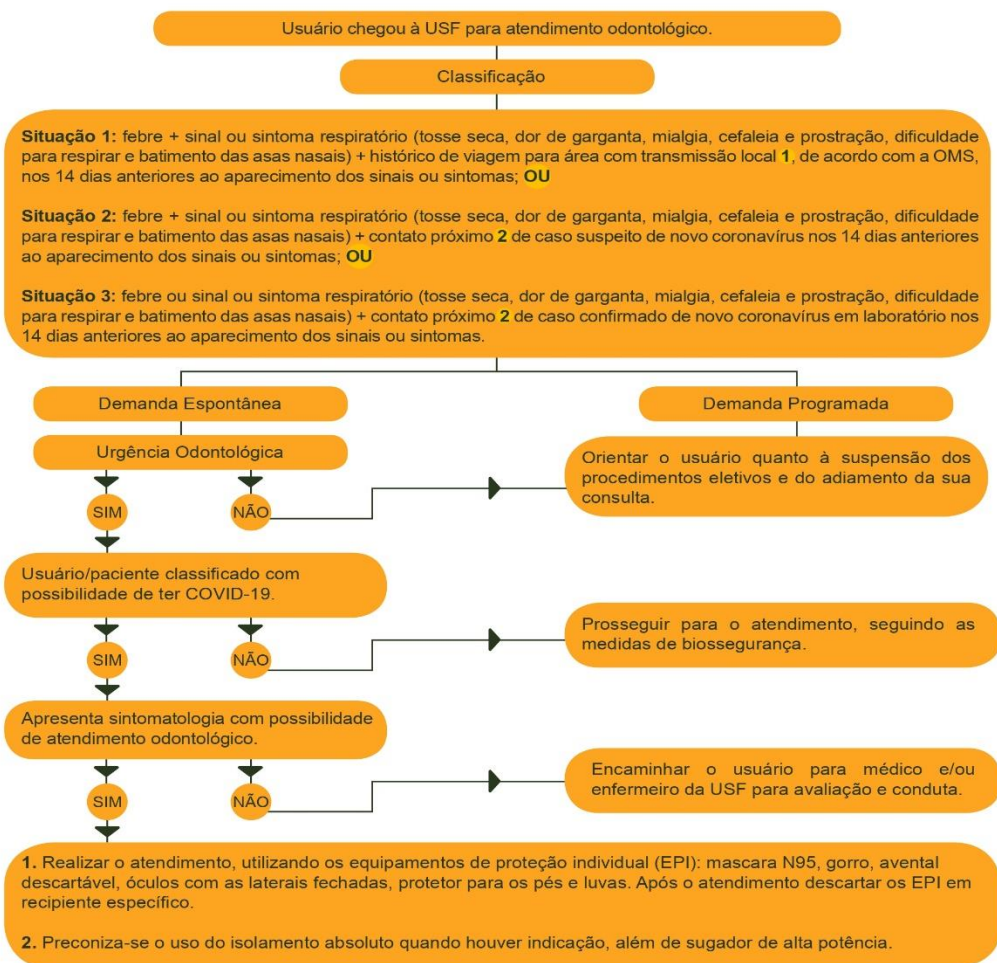 Usuário chegou à USF para atendimento odontológico.
Classificação
Situação 1: febre + sinal ou sintoma respiratório (tosse seca, dor de garganta, mialgia, cefaleia e prostração, dificuldade
para respirar e batimento das asas nasais) + histórico de viagem para área com transmissão local 1, de acordo com a OMS,
nos 14 dias anteriores ao aparecimento dos sinais ou sintomas; OU
Situação 2: febre + sinal ou sintoma respiratório (tosse seca, dor de garganta, mialgia, cefaleia e prostração, dificuldade
para respirar e batimento das asas nasais) + contato próximo 2 de caso suspeito de novo coronavírus nos 14 dias anteriores
ao aparecimento dos sinais ou sintomas; OU
Situação 3: febre ou sinal ou sintoma respiratório (tosse seca, dor de garganta, mialgia, cefaleia e prostração, dificuldade
para respirar e batimento das asas nasais) + contato próximo 2 de caso confirmado de novo coronavírus em laboratório nos
14 dias anteriores ao aparecimento dos sinais ou sintomas.
Demanda Espontânea
Demanda Programada
Urgência Odontológica
Orientar o usuário quanto à suspensão dos
procedimentos eletivos e do adiamento da sua
consulta.
SIM
NÃO
Usuário/paciente classificado com
possibilidade de ter COVID-19.
Prosseguir para o atendimento, seguindo as
medidas de biossegurança.
SIM
NÃO
Apresenta sintomatologia com possibilidade
de atendimento odontológico.
Encaminhar o usuário para médico e/ou
enfermeiro da USF para avaliação e conduta.
SIM
NÃO
1. Realizar o atendimento, utilizando os equipamentos de proteção individual (EPI): mascara N95, gorro, avental
descartável, óculos com as laterais fechadas, protetor para os pés e luvas. Após o atendimento descartar os EPI em
recipiente específico.
2. Preconiza-se o uso do isolamento absoluto quando houver indicação, além de sugador de alta potência.